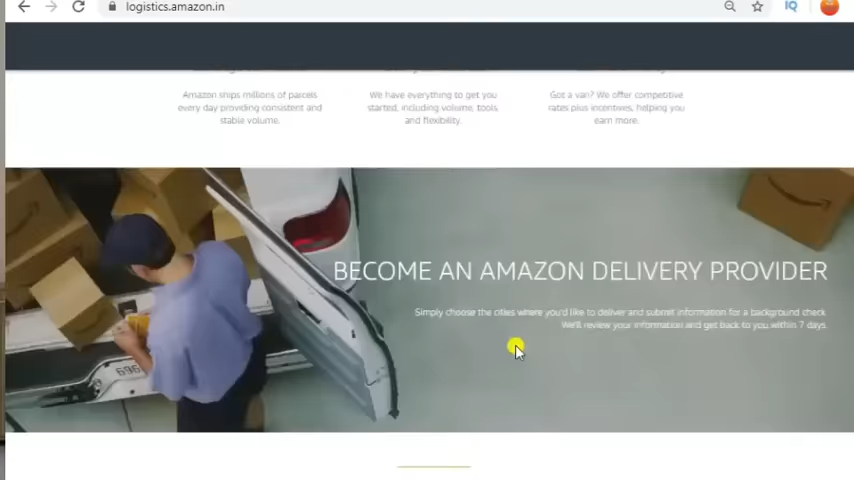 logistics.amazon.in
IQ
Amazon ships millions of parcels
every day providing consistent and
stable volume.
We have everything to get you
started, including volume, tools
and flexibility.
Got a van? We offer competitive
rates plus incentives, helping you
earn more.
696
BECOME AN AMAZON DELIVERY PROVIDER
Simply choose the cities where you'd like to deliver and submit information for a background check
We'll review your information and get back to you within 7 days